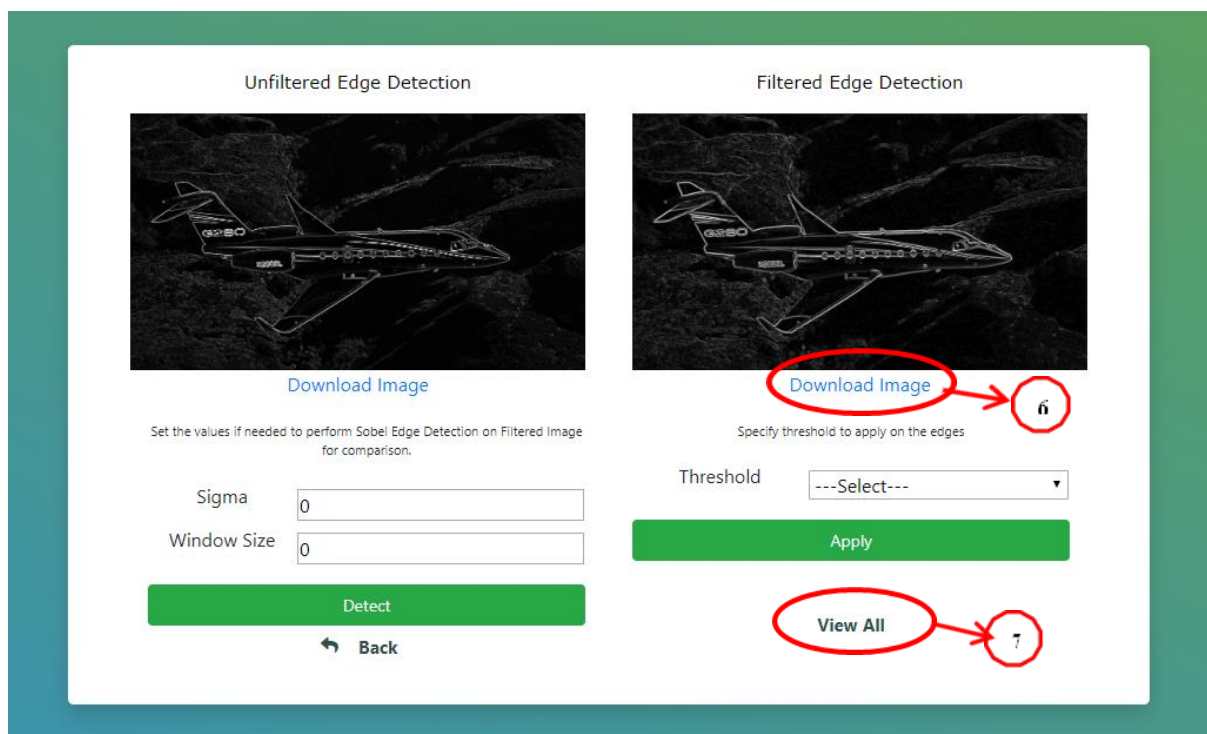 Unfiltered Edge Detection
G280
Download Image
Set the values if needed to perform Sobel Edge Detection on Filtered Image
for comparison.
Sigma
0
Window Size
0
Detect
Back
Filtered Edge Detection
G280
Download Image
6
Specify threshold to apply on the edges
Threshold
---Select---
Apply
View All
7